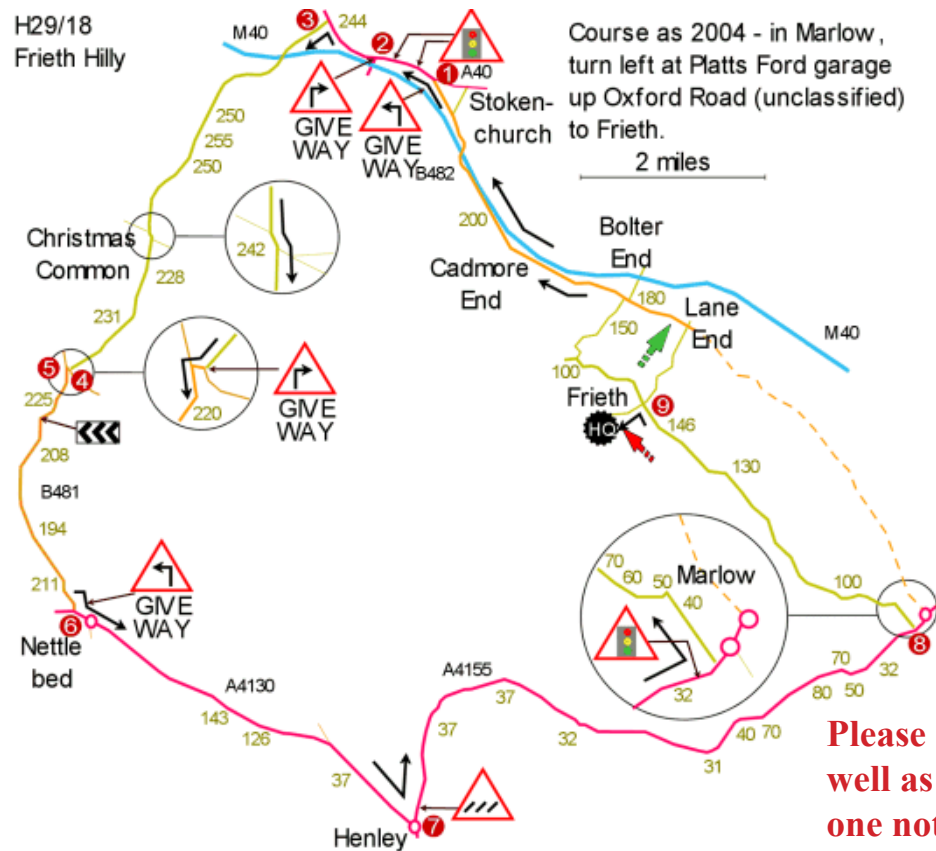 H29/18
Frieth Hilly
M40
244
3
2
1
A40
Course as 2004 - in Marlow,
turn left at Platts Ford garage
up Oxford Road (unclassified)
to Frieth.
2 miles
GIVE
WAY
GIVE
WAY
B482
Stoken-
church
250
255
250
Christmas
Common
242
228
231
200
Cadmore
End
Bolter
End
180
150
Lane
End
M40
5
4
225
220
GIVE
WAY
100
Frieth
HQ
9
146
208
B481
194
130
211
GIVE
WAY
6
Nettle
bed
70
60
50
40
Marlow
32
100
8
A4130
A4155
143
126
37
37
37
32
31
40
70
80
70
50
32
Henley
7
Please
well as
one not